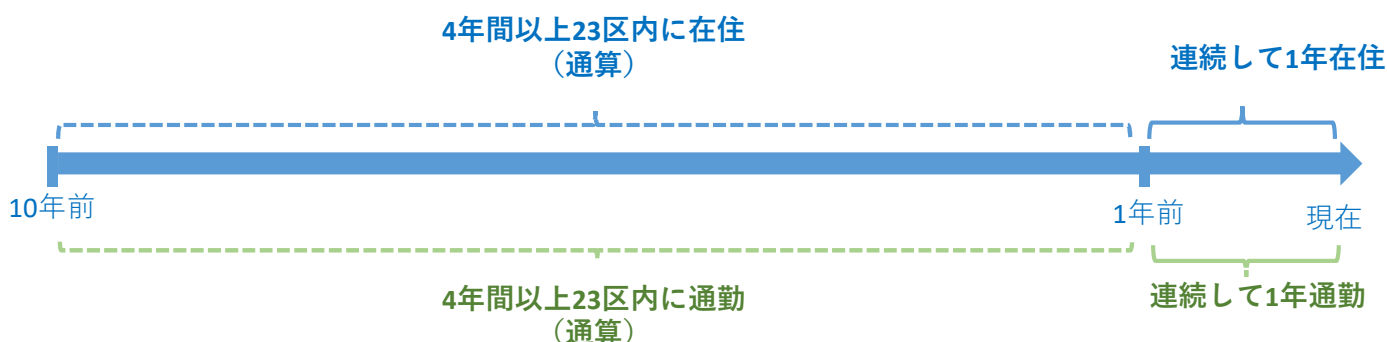 4年間以上23区内に在住
（通算）
連続して1年在住
10年前
1年前
現在
4年間以上23区内に通勤
（通算）
連続して1年通勤